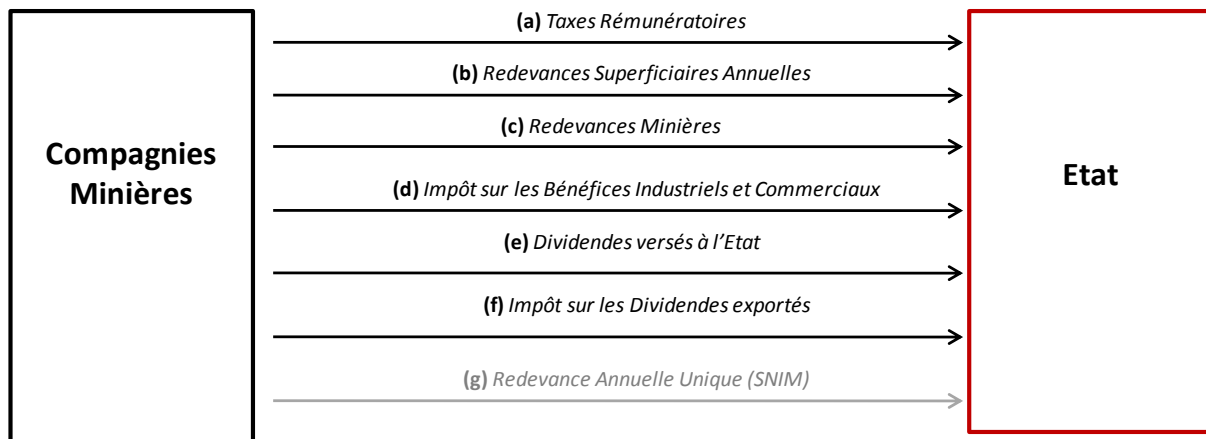 (a) Taxes Rémunératoires
(b) Redevances Superficiaires Annuelles
(c) Redevances Minières
Compagnies
Minières
Etat
(d) Impôt sur les Bénéfices Industriels et Commerciaux
(e) Dividendes versés à l’Etat
(f) Impôt sur les Dividendes exportés
(g) Redevance Annuelle Unique (SNIM)